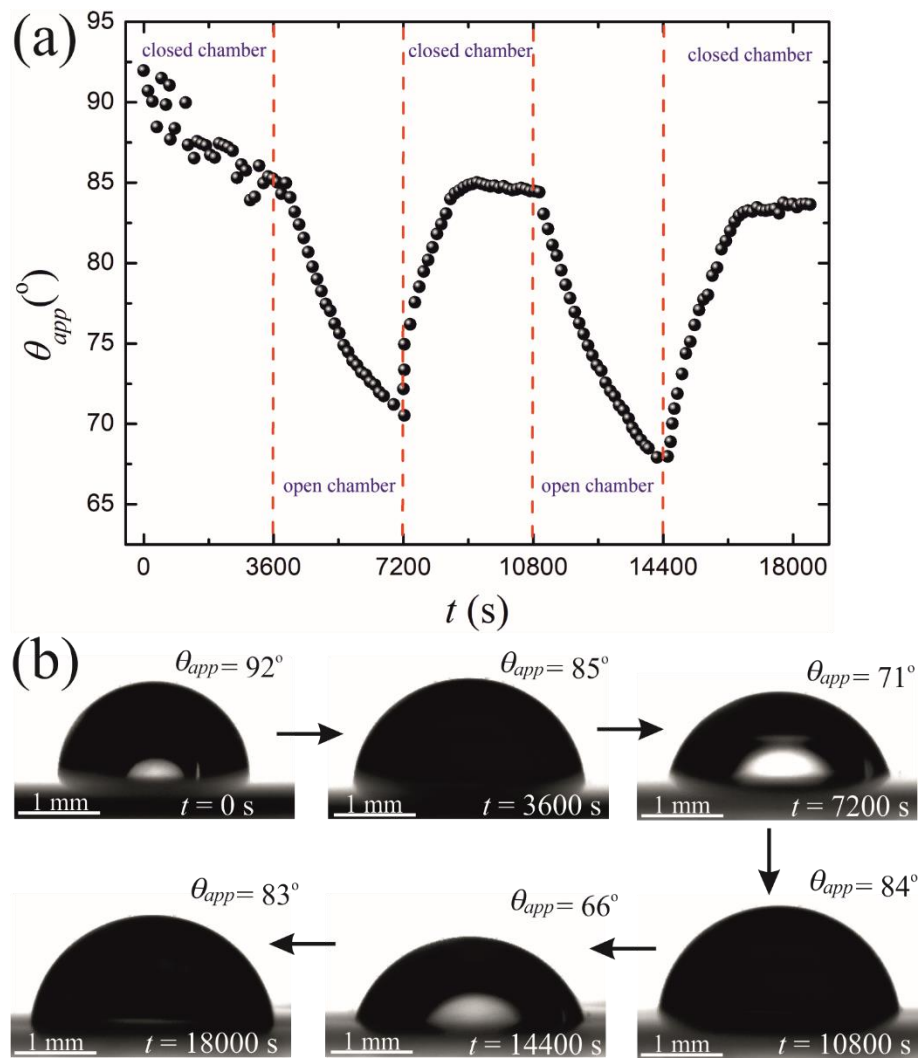 (a)
95
90
85
80
75
70
65
θapp (°)
closed chamber
closed chamber
closed chamber
open chamber
open chamber
0 3600 7200 10800 14400 18000
t (s)
(b)
θapp = 92°
1 mm
t = 0 s
θapp = 85°
1 mm
t = 3600 s
θapp = 71°
1 mm
t = 7200 s
θapp = 83°
1 mm
t = 18000 s
θapp = 66°
1 mm
t = 14400 s
θapp = 84°
1 mm
t = 10800 s